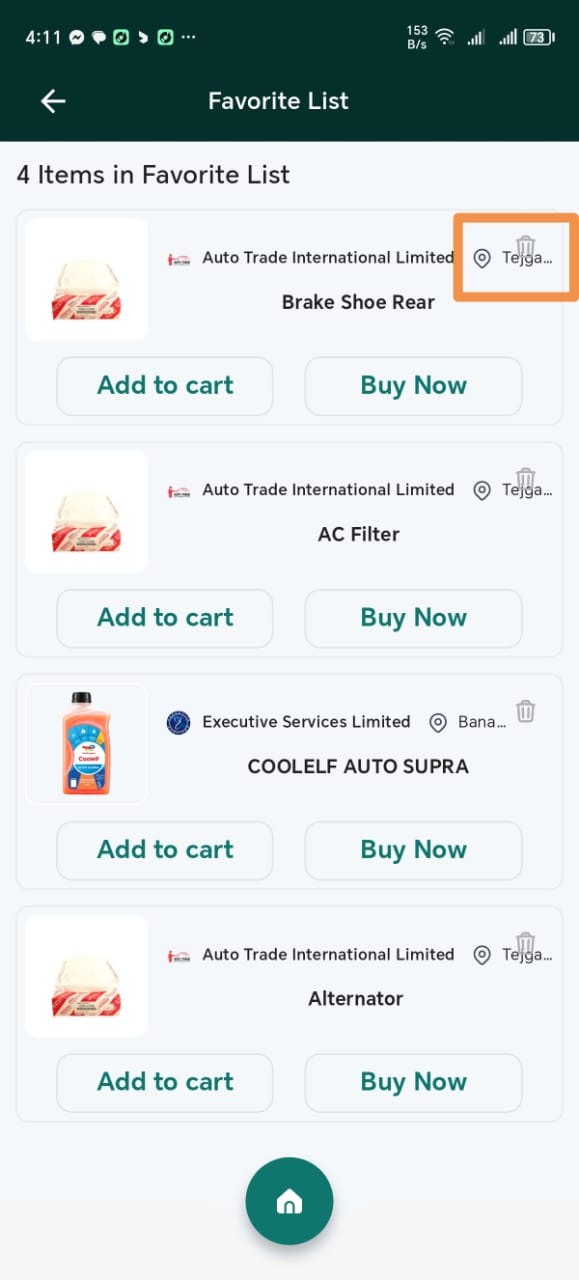 4:11 153 B/s 73
Favorite List
4 Items in Favorite List
Auto Trade International Limited Tejga...
Brake Shoe Rear
Add to cart Buy Now
Auto Trade International Limited Tejga...
AC Filter
Add to cart Buy Now
Coolelf
AUTO SUPRA
Executive Services Limited Bana...
COOLELF AUTO SUPRA
Add to cart Buy Now
Auto Trade International Limited Tejga...
Alternator
Add to cart Buy Now